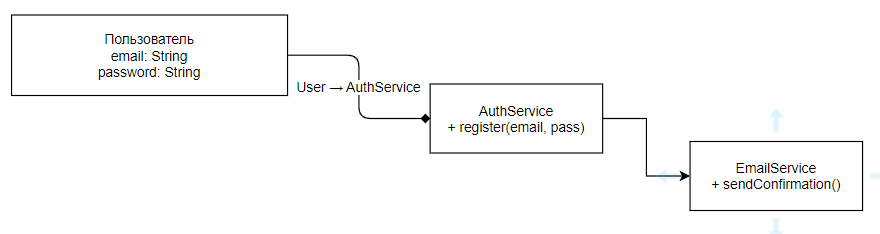 Пользователь
email: String
password: String
User → AuthService
AuthService
+ register(email, pass)
EmailService
+ sendConfirmation()